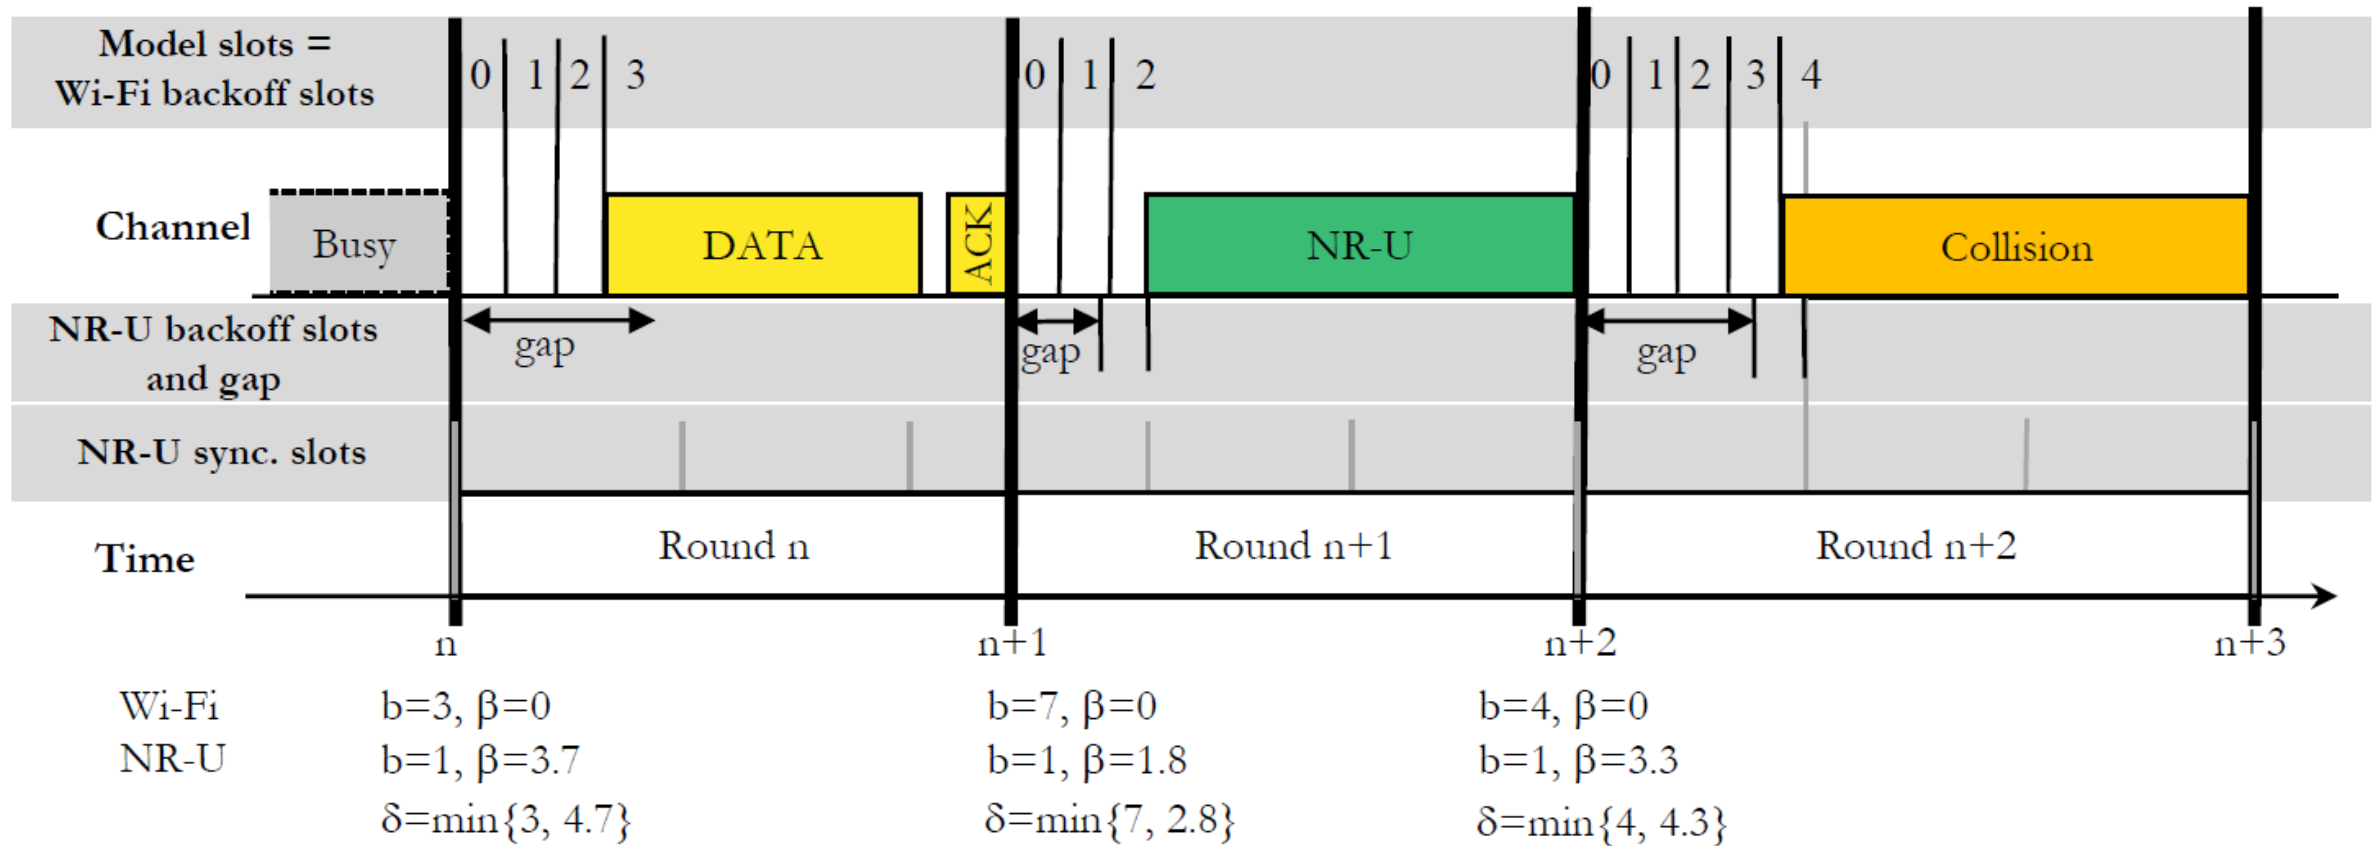 Model slots =
Wi-Fi backoff slots
0 1 2 3 0 1 2 0 1 2 3 4
Channel
Busy DATA ACK NR-U Collision
NR-U backoff slots
and gap
gap gap gap
NR-U sync. slots
Time
Round n Round n+1 Round n+2
n n+1 n+2 n+3
Wi-Fi b=3, β=0 b=7, β=0 b=4, β=0
NR-U b=1, β=3.7 b=1, β=1.8 b=1, β=3.3
δ=min{3, 4.7} δ=min{7, 2.8} δ=min{4, 4.3}